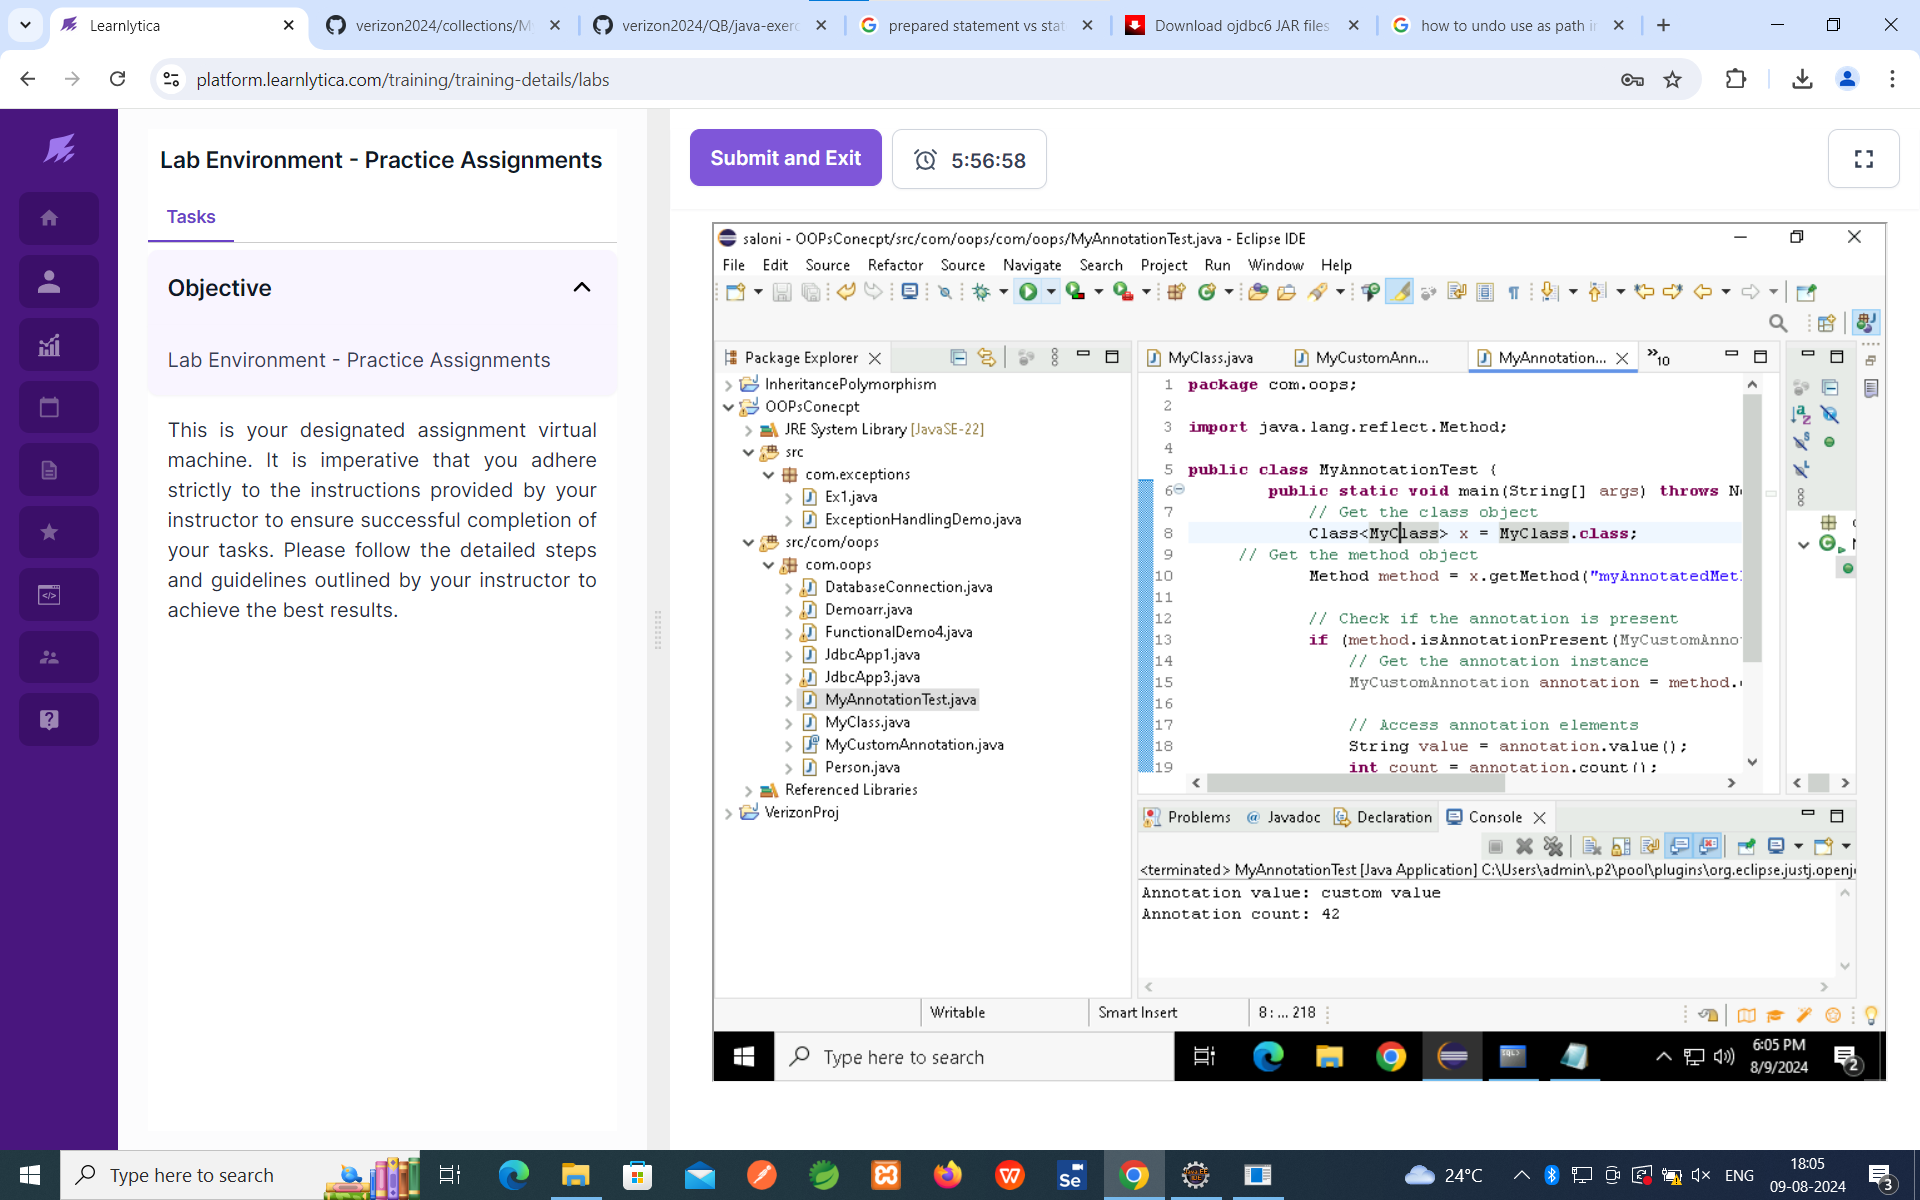 Learnlytica
verizon2024/collections/M
verizon2024/QB/java-exerc
prepared statement vs stat
Download ojdbc6 JAR files
how to undo use as path in
platform.learnlytica.com/training/training-details/labs
Lab Environment - Practice Assignments
Tasks
Objective
Lab Environment - Practice Assignments
This is your designated assignment virtual
machine. It is imperative that you adhere
strictly to the instructions provided by your
instructor to ensure successful completion of
your tasks. Please follow the detailed steps
and guidelines outlined by your instructor to
achieve the best results.
Submit and Exit
5:56:58
saloni - OOPsConecpt/src/com/oops/com/oops/MyAnnotationTest.java - Eclipse IDE
File Edit Source Refactor Source Navigate Search Project Run Window Help
Package Explorer
InheritancePolymorphism
OOPsConecpt
JRE System Library [JavaSE-22]
src
com.exceptions
Ex1.java
ExceptionHandlingDemo.java
src/com/oops
com.oops
DatabaseConnection.java
Demoarr.java
FunctionalDemo4.java
JdbcApp1.java
JdbcApp3.java
MyAnnotationTest.java
MyClass.java
MyCustomAnnotation.java
Person.java
Referenced Libraries
VerizonProj
MyClass.java
MyCustomAnn...
MyAnnotation...
»10
1 package com.oops;
2
3 import java.lang.reflect.Method;
4
5 public class MyAnnotationTest {
6 public static void main(String[] args) throws No
7 // Get the class object
8 Class<MyClass> x = MyClass.class;
9 // Get the method object
10 Method method = x.getMethod("myAnnotatedMet
11
12 // Check if the annotation is present
13 if (method.isAnnotationPresent(MyCustomAnno
14 // Get the annotation instance
15 MyCustomAnnotation annotation = method.
16
17 // Access annotation elements
18 String value = annotation.value();
19 int count = annotation.count();
Problems @ Javadoc Declaration Console
<terminated> MyAnnotationTest [Java Application] C:\Users\admin\.p2\pool\plugins\org.eclipse.justj.openj
Annotation value: custom value
Annotation count: 42
Writable
Smart Insert
8 : ... 218
Type here to search
6:05 PM
8/9/2024
2
Type here to search
24°C
ENG
18:05
09-08-2024
3